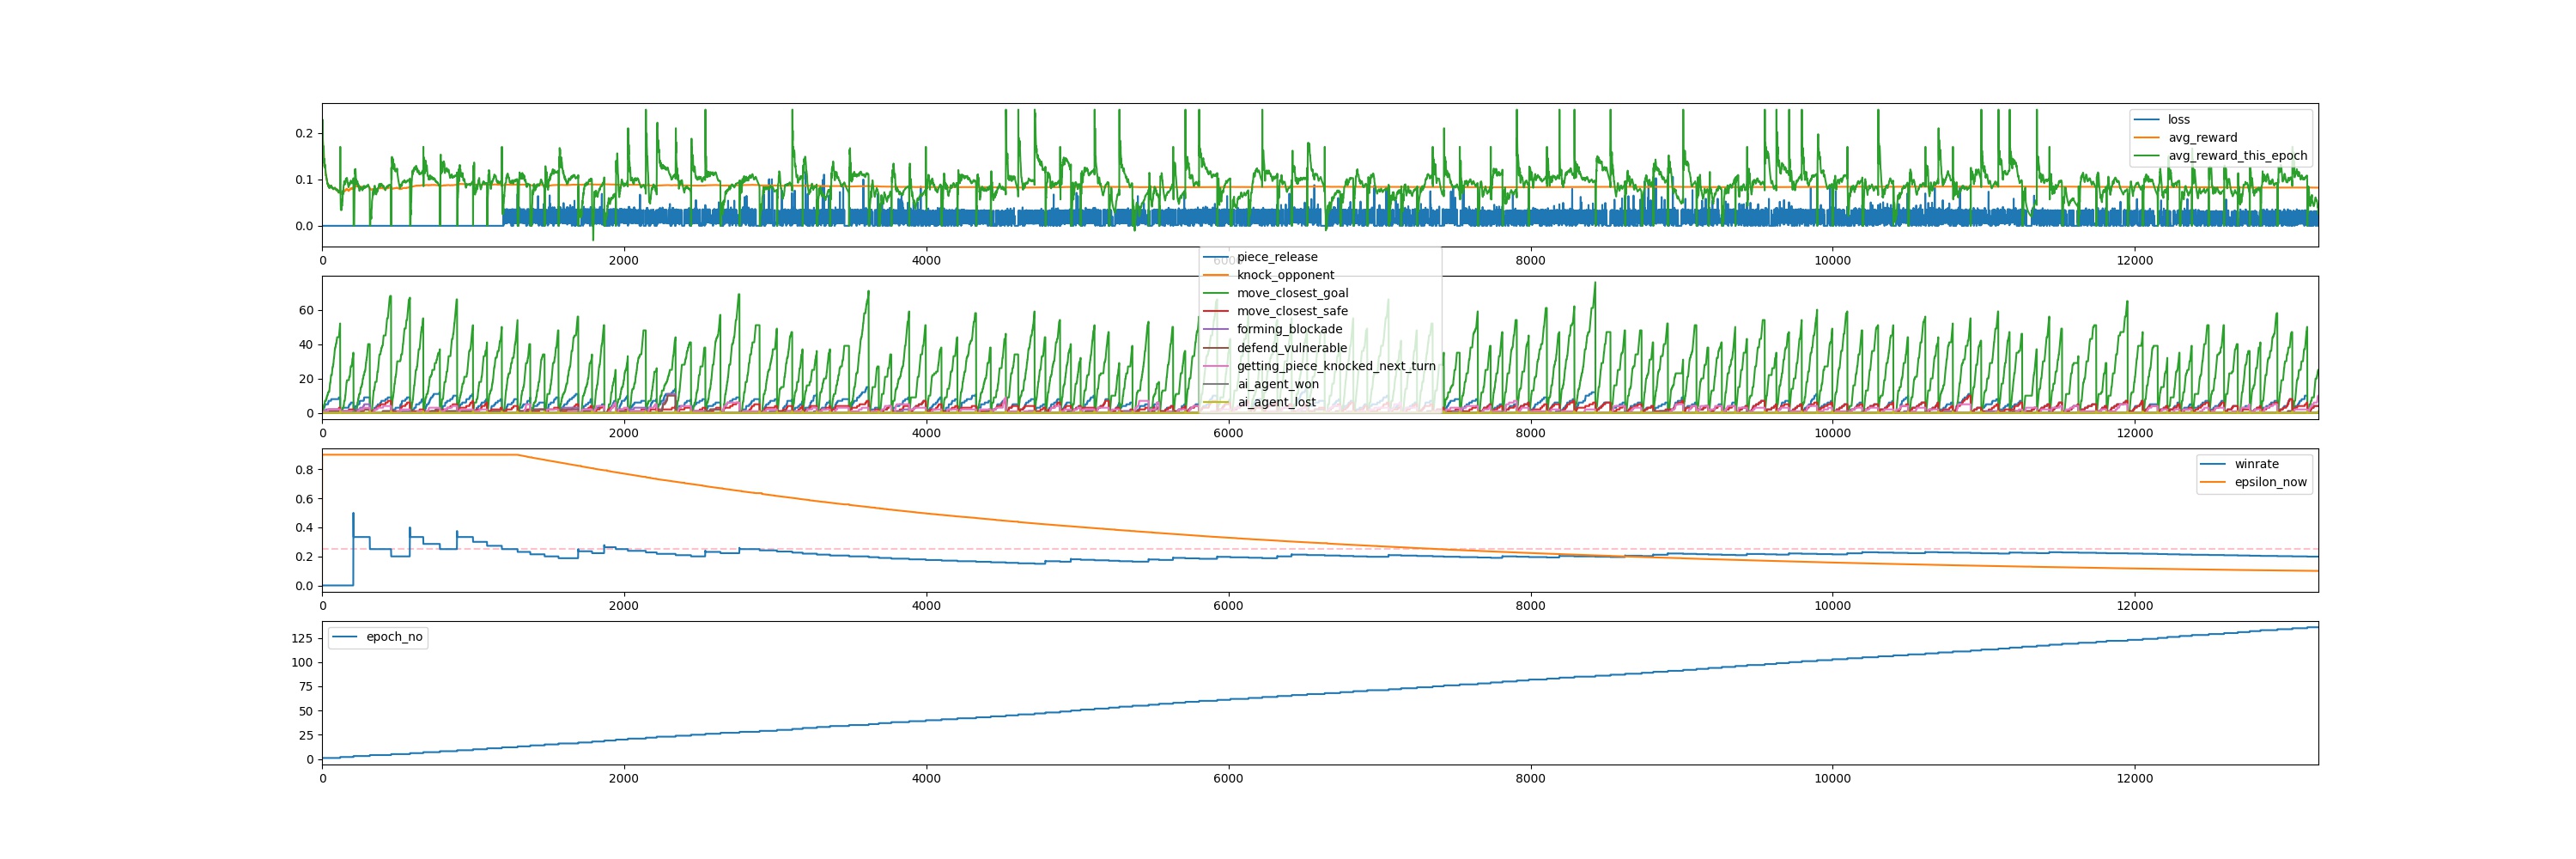 0.2
0.1
0.0
loss
avg_reward
avg_reward_this_epoch
0 2000 4000 6000 8000 10000 12000
60
40
20
0
piece_release
knock_opponent
move_closest_goal
move_closest_safe
forming_blockade
defend_vulnerable
getting_piece_knocked_next_turn
ai_agent_won
ai_agent_lost
0 2000 4000 6000 8000 10000 12000
0.8
0.6
0.4
0.2
0.0
winrate
epsilon_now
0 2000 4000 6000 8000 10000 12000
125
100
75
50
25
0
epoch_no
0 2000 4000 6000 8000 10000 12000